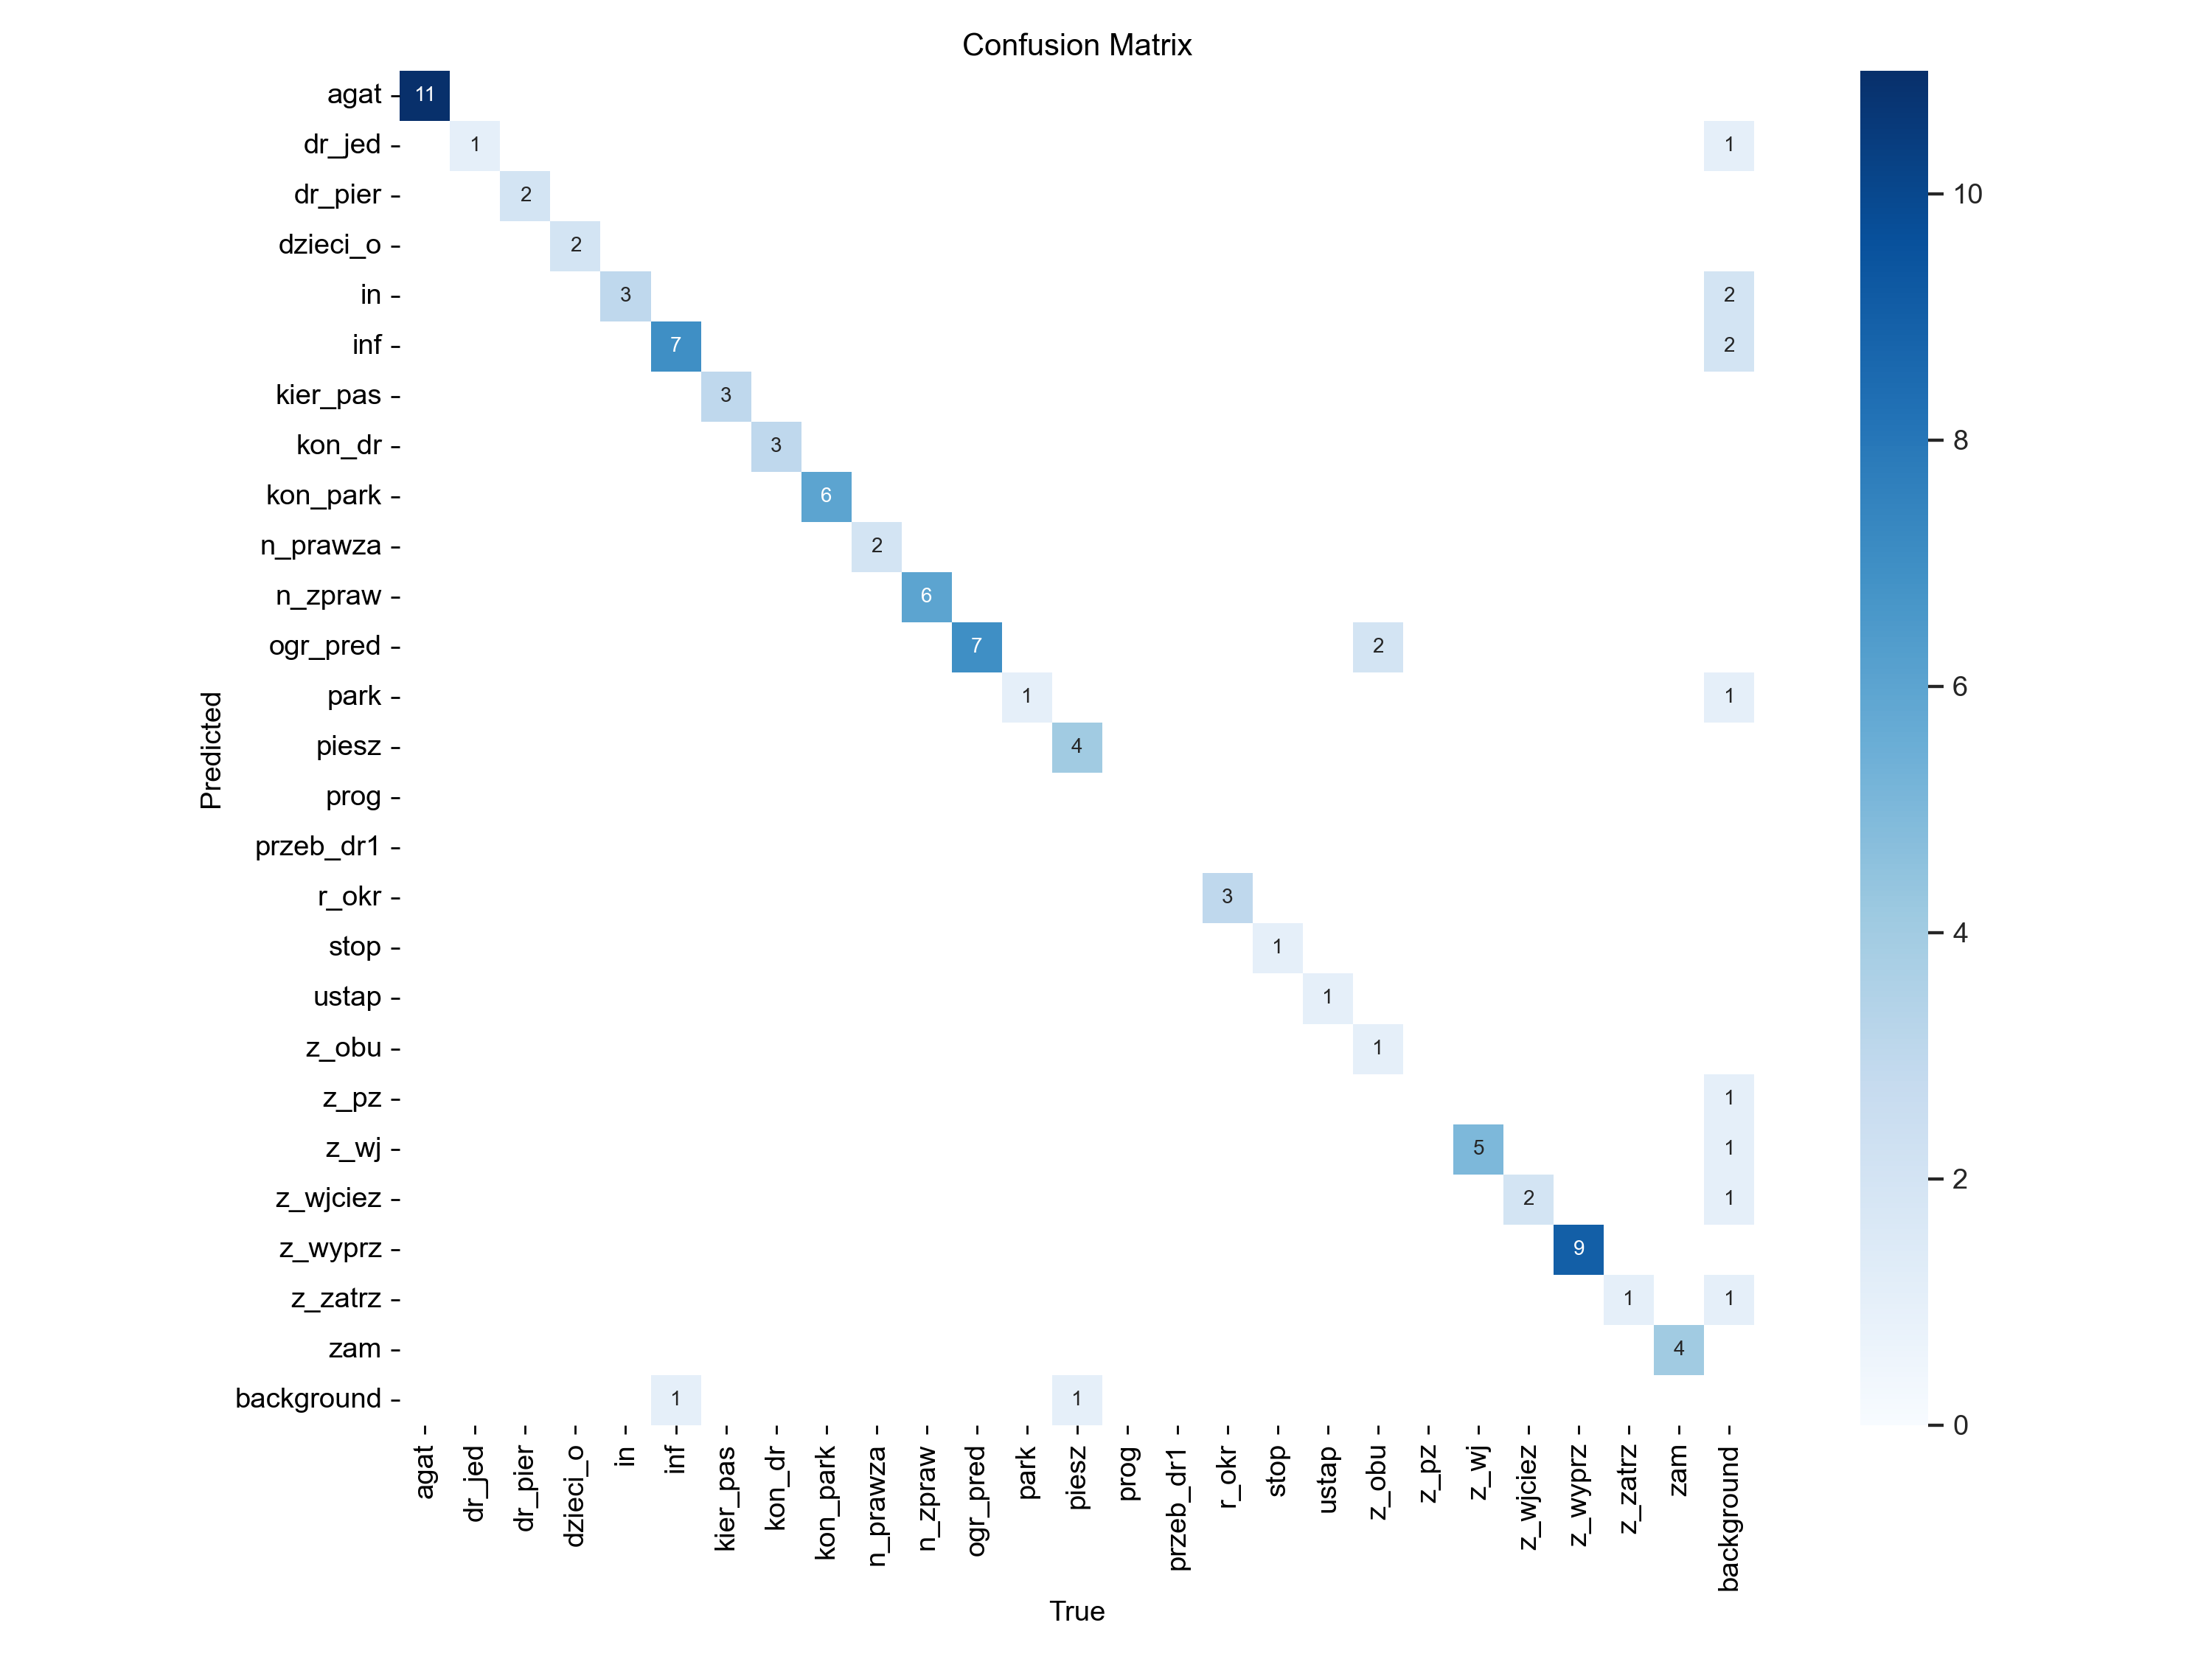 Confusion Matrix
agat 11
dr_jed 1 1
dr_pier 2
dzieci_o 2
in 3 2
inf 7 2
kier_pas 3
kon_dr 3
kon_park 6
n_prawza 2
n_zpraw 6
ogr_pred 7 2
park 1 1
piesz 4
prog
przeb_dr1
r_okr 3
stop 1
ustap 1
z_obu 1
z_pz 1
z_wj 5 1
z_wjciez 2 1
z_wyprz 9
z_zatrz 1 1
zam 4
background 1 1
Predicted
agat dr_jed dr_pier dzieci_o in inf kier_pas kon_dr kon_park n_prawza n_zpraw ogr_pred park piesz prog przeb_dr1 r_okr stop ustap z_obu z_pz z_wj z_wjciez z_wyprz z_zatrz zam background
True
10
8
6
4
2
0